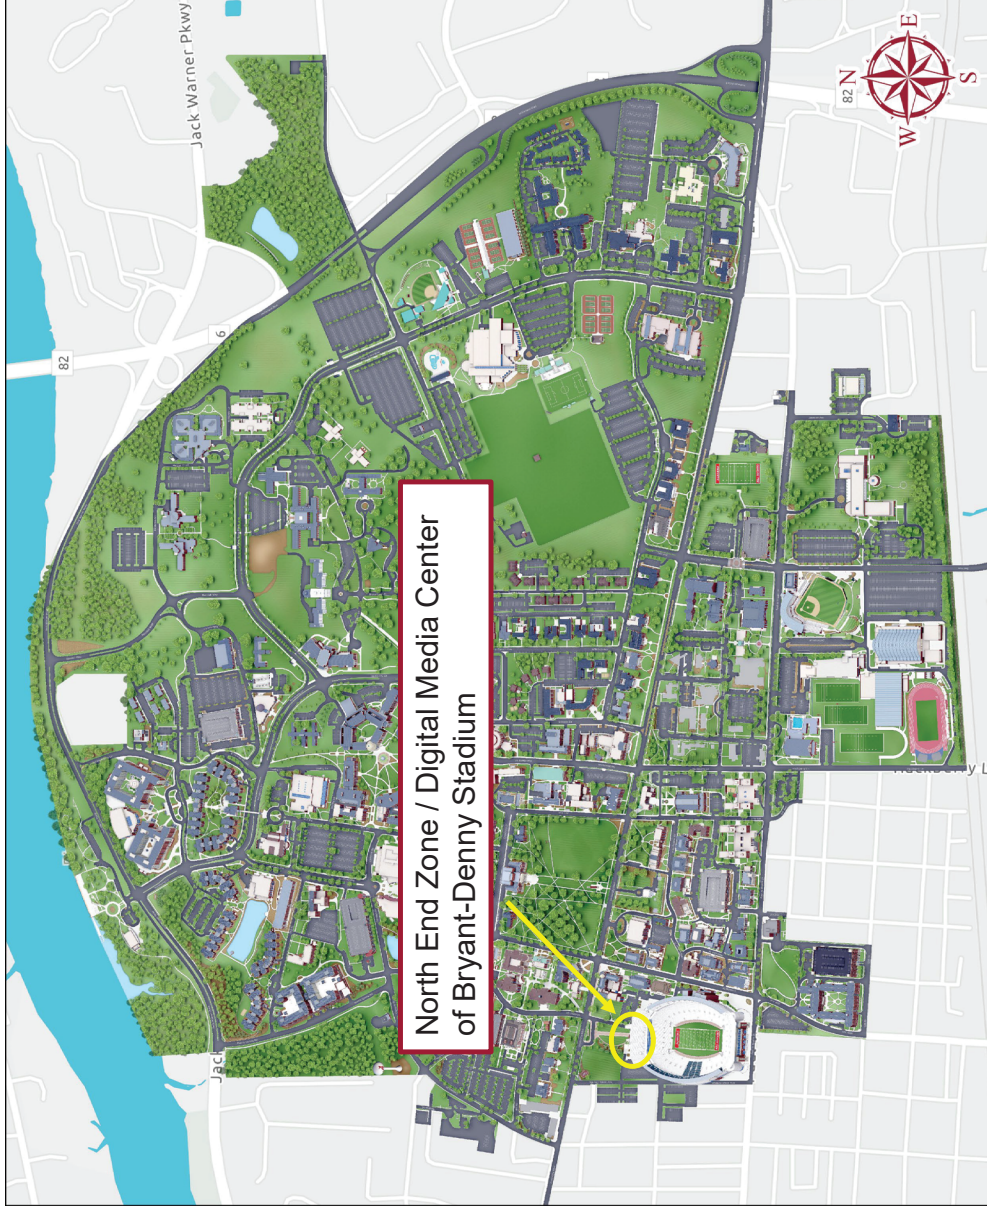 Jack Warner Pkwy
82
6
82
N
E
W
S
North End Zone / Digital Media Center
of Bryant-Denny Stadium
Jack